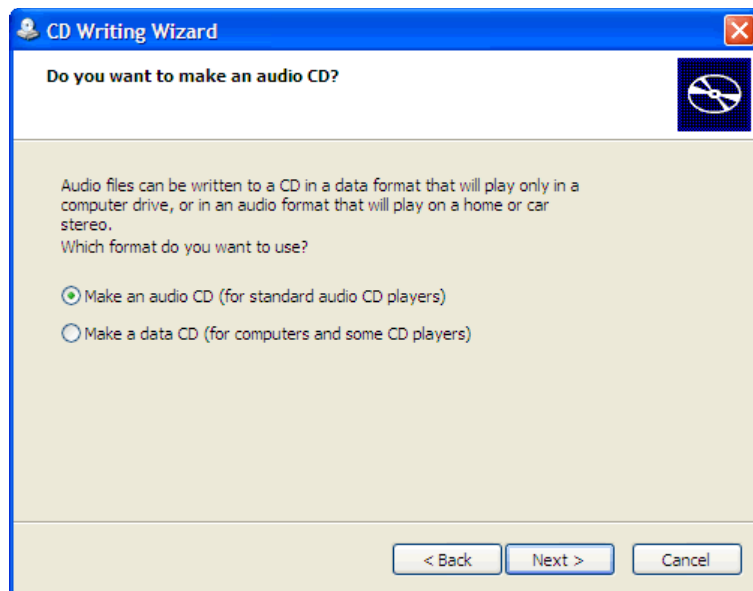 CD Writing Wizard
Do you want to make an audio CD?
Audio files can be written to a CD in a data format that will play only in a
computer drive, or in an audio format that will play on a home or car
stereo.
Which format do you want to use?
Make an audio CD (for standard audio CD players)
Make a data CD (for computers and some CD players)
< Back
Next >
Cancel